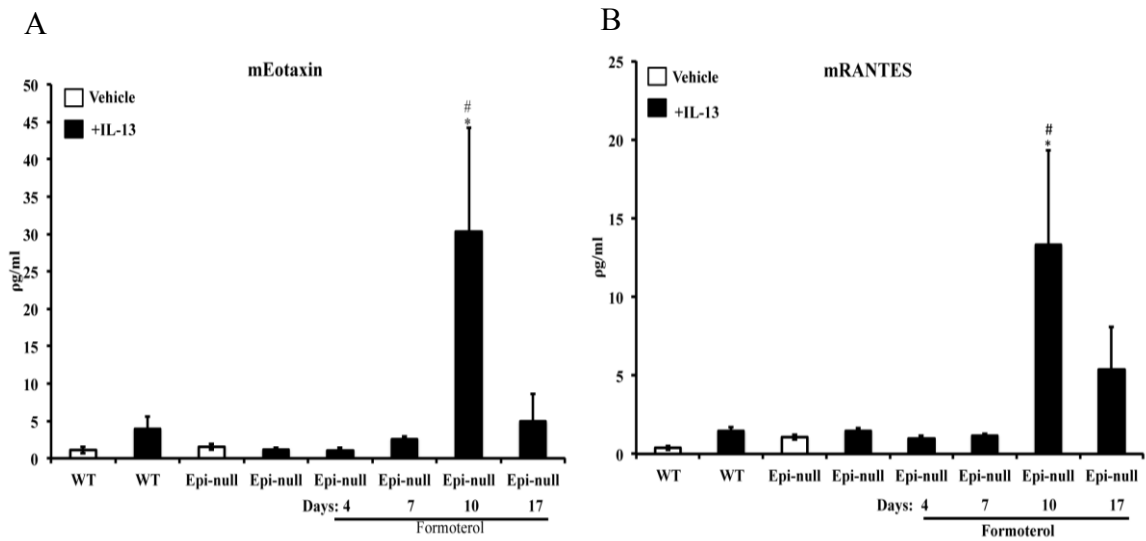 A
mEotaxin
Vehicle
+IL-13
50
45
40
35
30
25
20
15
10
5
0
ρg/ml
#
*
WT WT Epi-null Epi-null Epi-null Epi-null Epi-null Epi-null
Days: 4 7 10 17
Formoterol
B
mRANTES
Vehicle
+IL-13
25
20
15
10
5
0
ρg/ml
#
*
WT WT Epi-null Epi-null Epi-null Epi-null Epi-null Epi-null
Days: 4 7 10 17
Formoterol